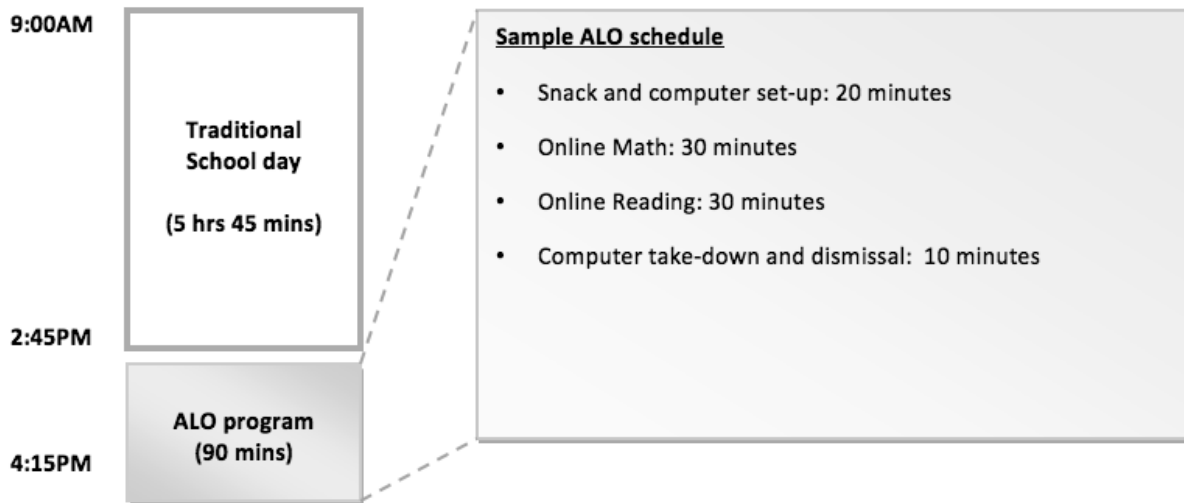 9:00AM
Traditional
School day
(5 hrs 45 mins)
2:45PM
ALO program
(90 mins)
4:15PM
Sample ALO schedule
• Snack and computer set-up: 20 minutes
• Online Math: 30 minutes
• Online Reading: 30 minutes
• Computer take-down and dismissal:  10 minutes